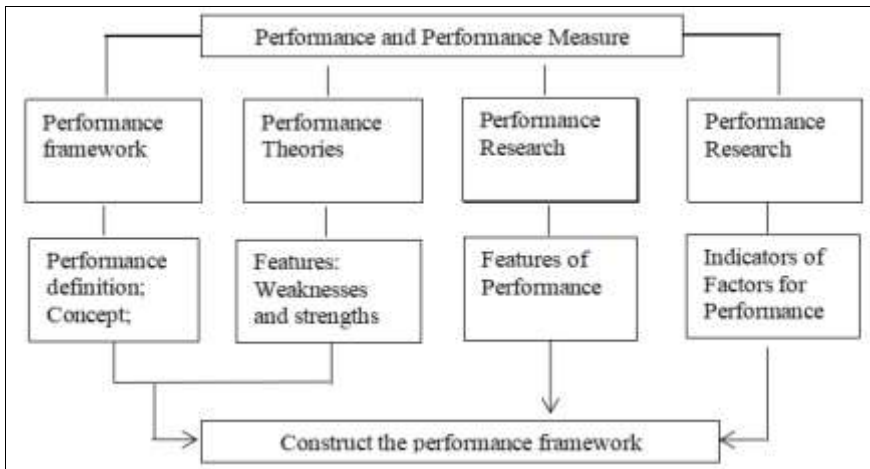 Performance and Performance Measure
Performance
framework
Performance
Theories
Performance
Research
Performance
Research
Performance
definition;
Concept;
Features:
Weaknesses
and strengths
Features of
Performance
Indicators of
Factors for
Performance
Construct the performance framework